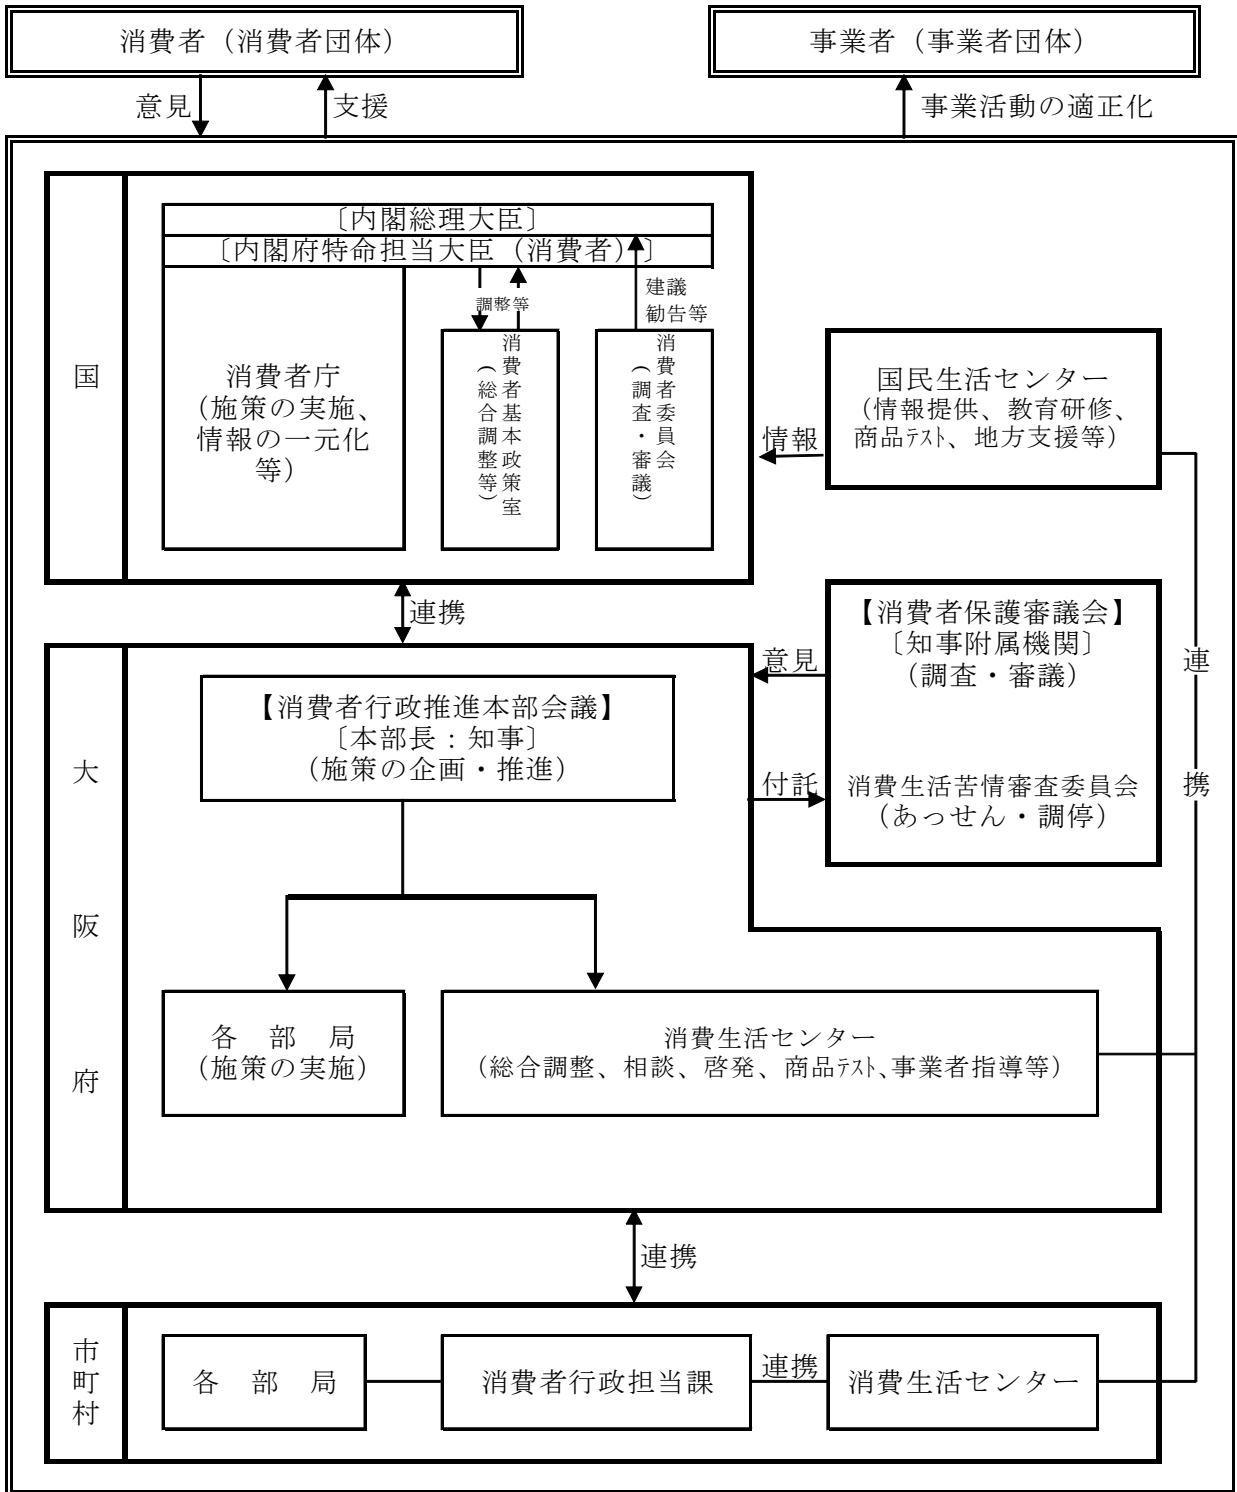 消費者（消費者団体）
事業者（事業者団体）
意見
支援
事業活動の適正化
国
〔内閣総理大臣〕
〔内閣府特命担当大臣（消費者）〕
調整等
建議
勧告等
消費者庁
（施策の実施、
情報の一元化
等）
消費者基本政策室
（総合調整等）
消費者委員会
（調査・審議）
情報
国民生活センター
（情報提供、教育研修、
商品ﾃｽﾄ、地方支援等）
連携
大阪府
【消費者行政推進本部会議】
〔本部長：知事〕
（施策の企画・推進）
意見
付託
【消費者保護審議会】
〔知事附属機関〕
（調査・審議）
消費生活苦情審査委員会
（あっせん・調停）
連携
各　部　局
（施策の実施）
消費生活センター
（総合調整、相談、啓発、商品ﾃｽﾄ､事業者指導等）
連携
市町村
各　部　局
消費者行政担当課
連携
消費生活センター